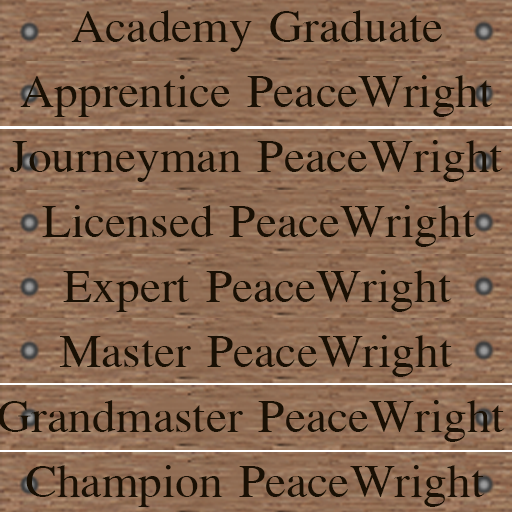 Academy Graduate
Apprentice PeaceWright
Journeyman PeaceWright
Licensed PeaceWright
Expert PeaceWright
Master PeaceWright
Grandmaster PeaceWright
Champion PeaceWright